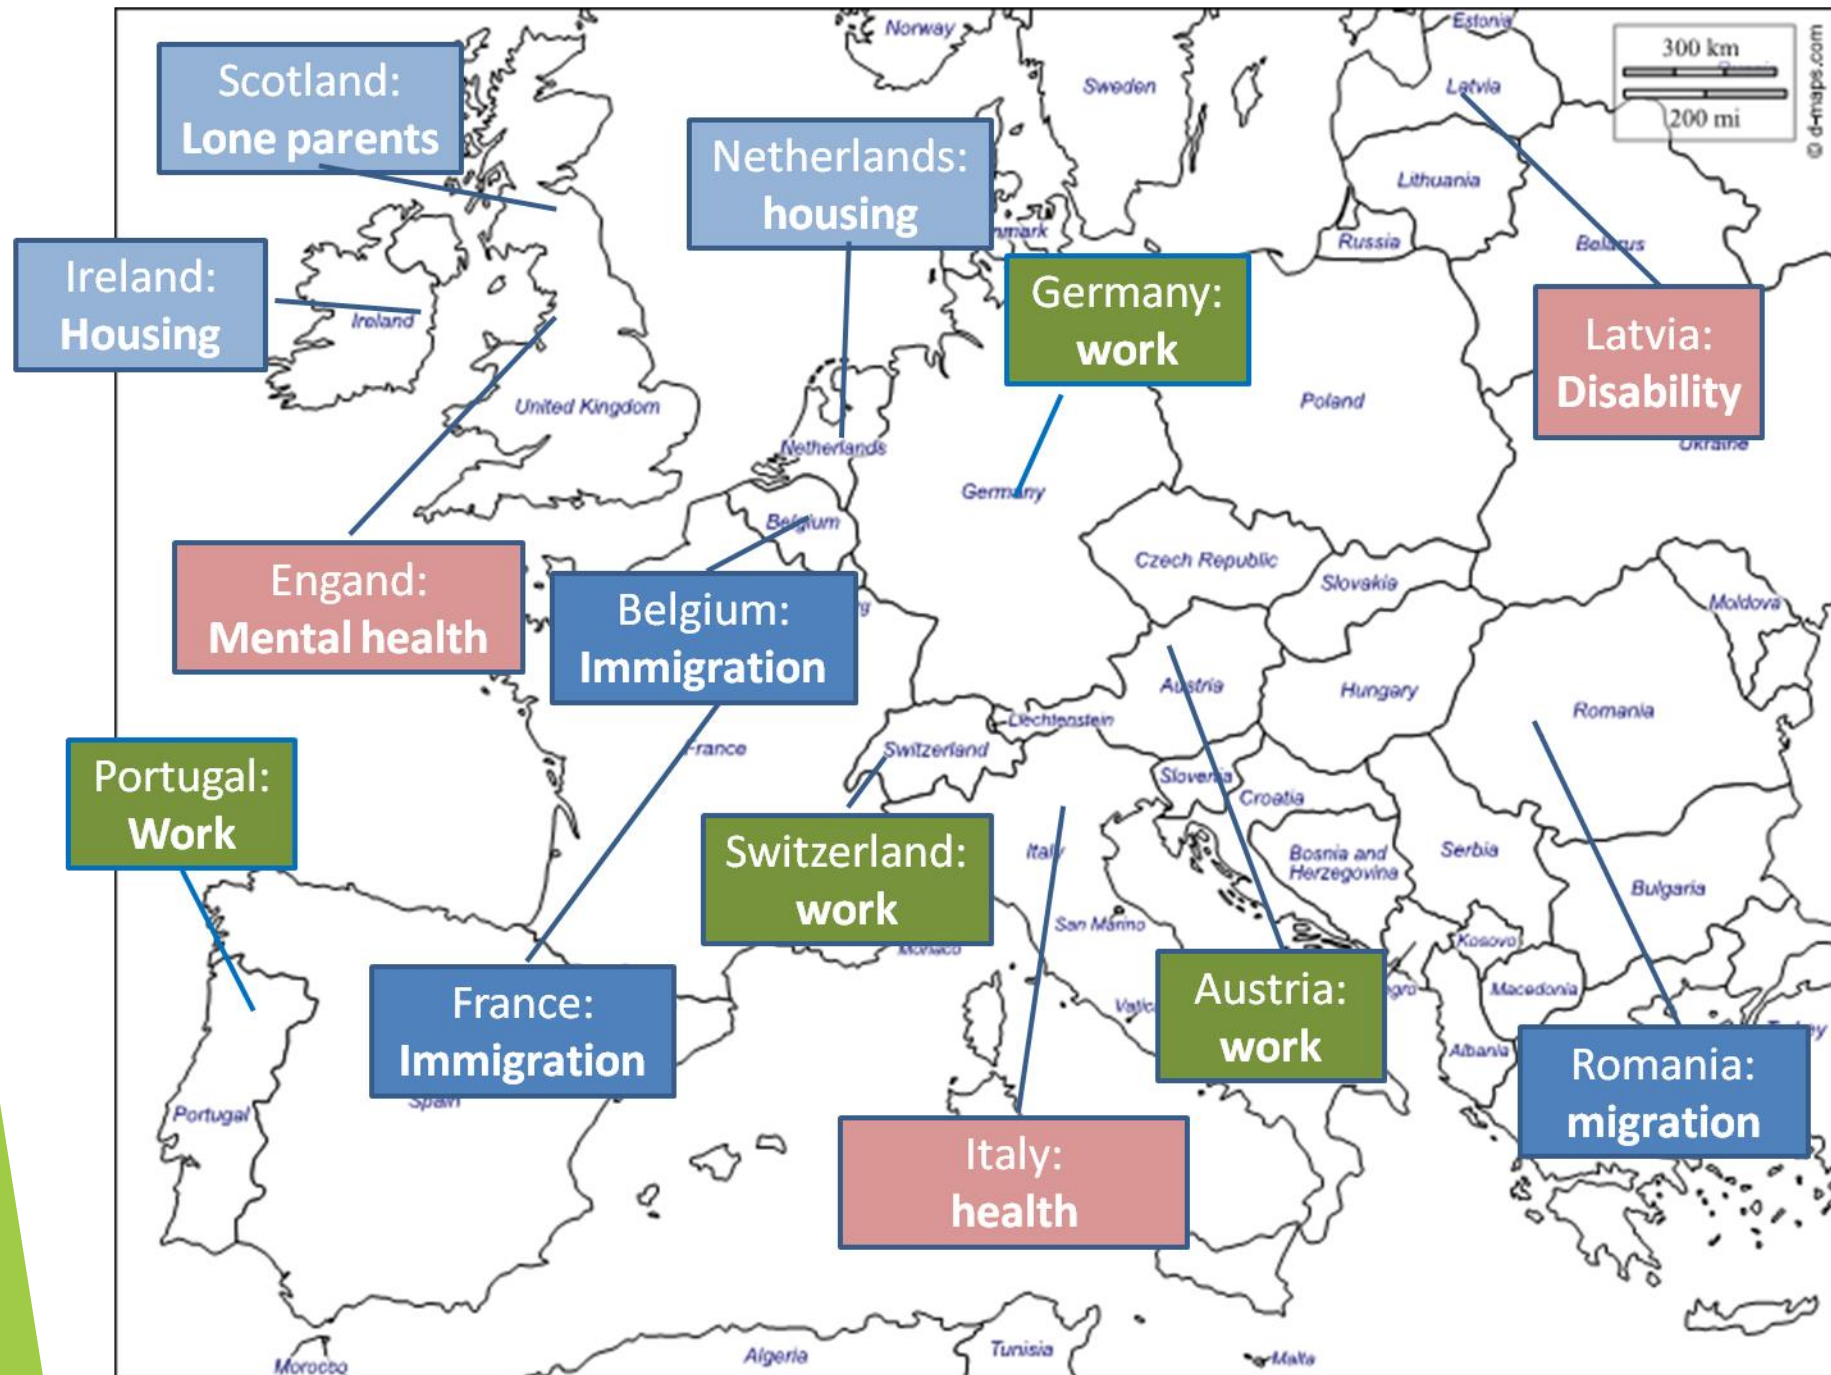 Norway
Estonia
Sweden
Latvia
300 km
200 mi
© d-maps.com
Scotland:
Lone parents
Netherlands:
housing
Lithuania
Russia
Belarus
Ireland:
Housing
Ireland
Germany:
work
Latvia:
Disability
United Kingdom
Poland
Netherlands
Ukraine
Germany
Belgium
Czech Republic
Slovakia
Moldova
Engand:
Mental health
Belgium:
Immigration
Austria
Hungary
Romania
Liechtenstein
France
Switzerland
Portugal:
Work
Slovenia
Croatia
Switzerland:
work
Italy
Bosnia and
Herzegovina
Serbia
Bulgaria
San Marino
Kosovo
Monaco
France:
Immigration
Austria:
work
Macedonia
Albania
Turkey
Romania:
migration
Spain
Portugal
Italy:
health
Morocco
Algeria
Tunisia
Malta